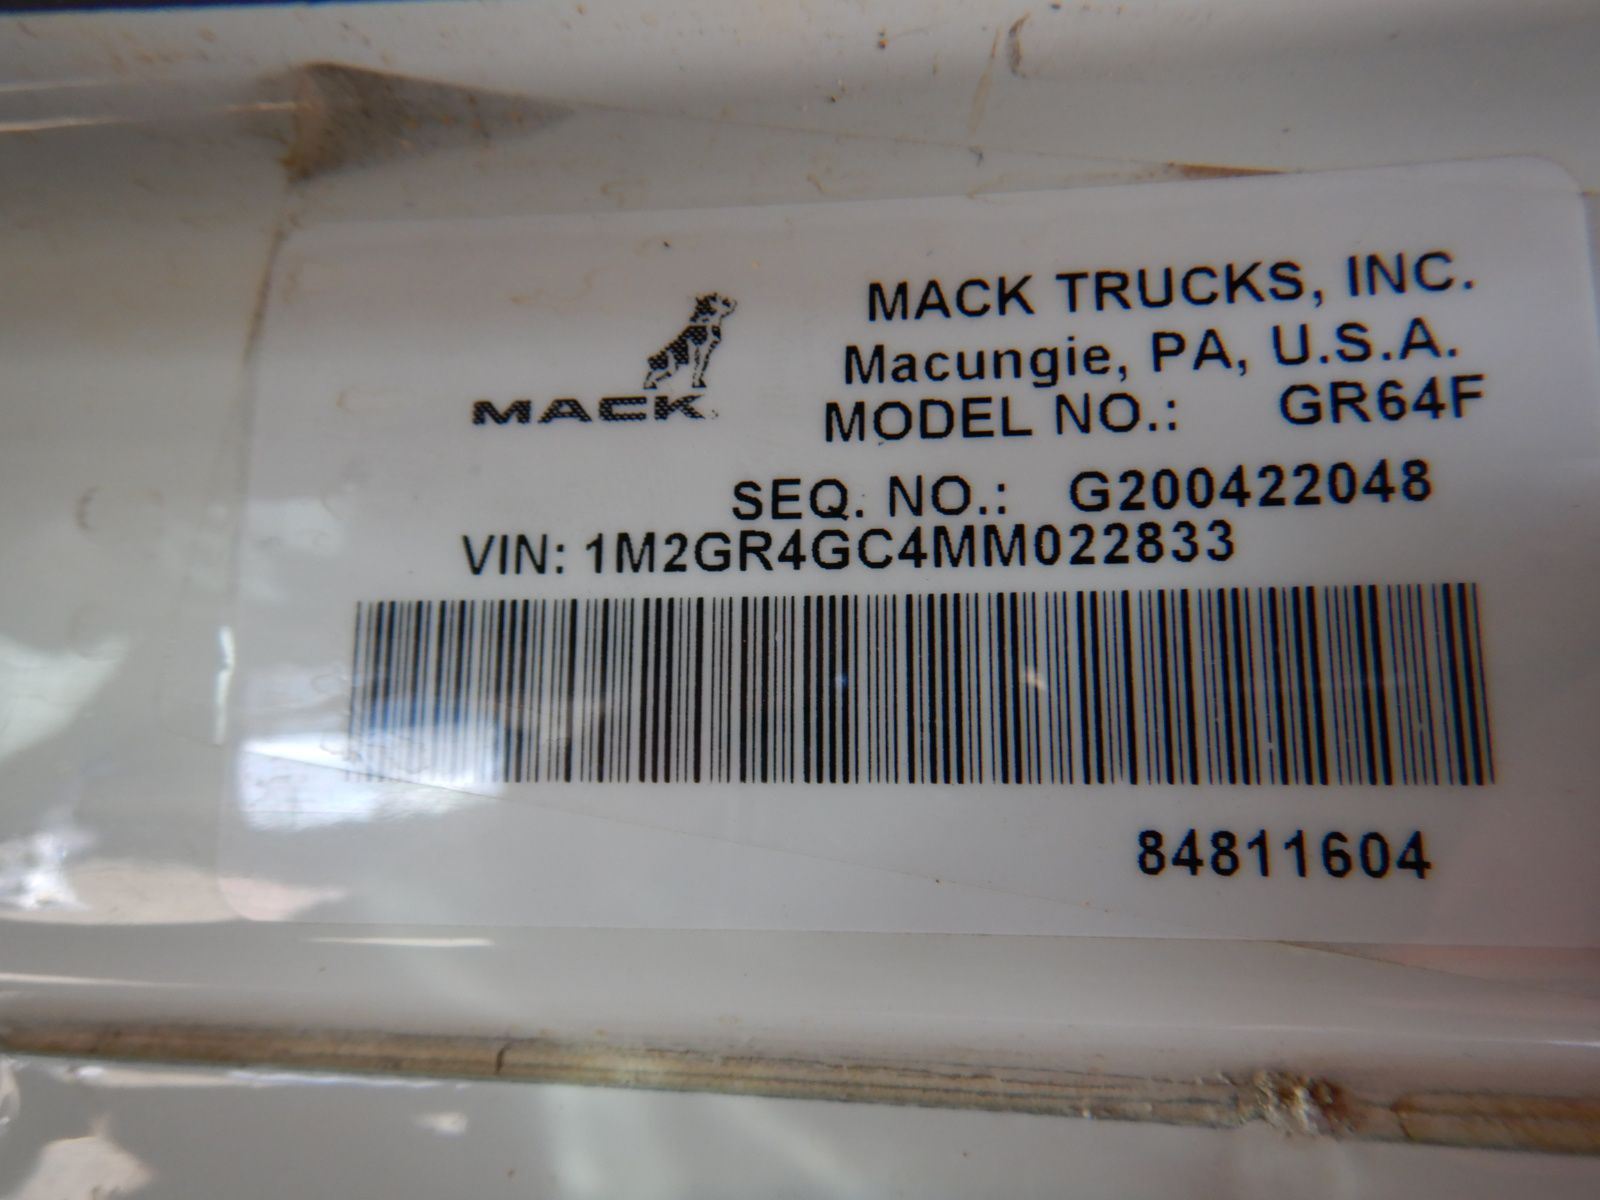 MACK TRUCKS, INC.
Macungie, PA, U.S.A.
MACK
MODEL NO.: GR64F
SEQ. NO.: G200422048
VIN: 1M2GR4GC4MM022833
84811604